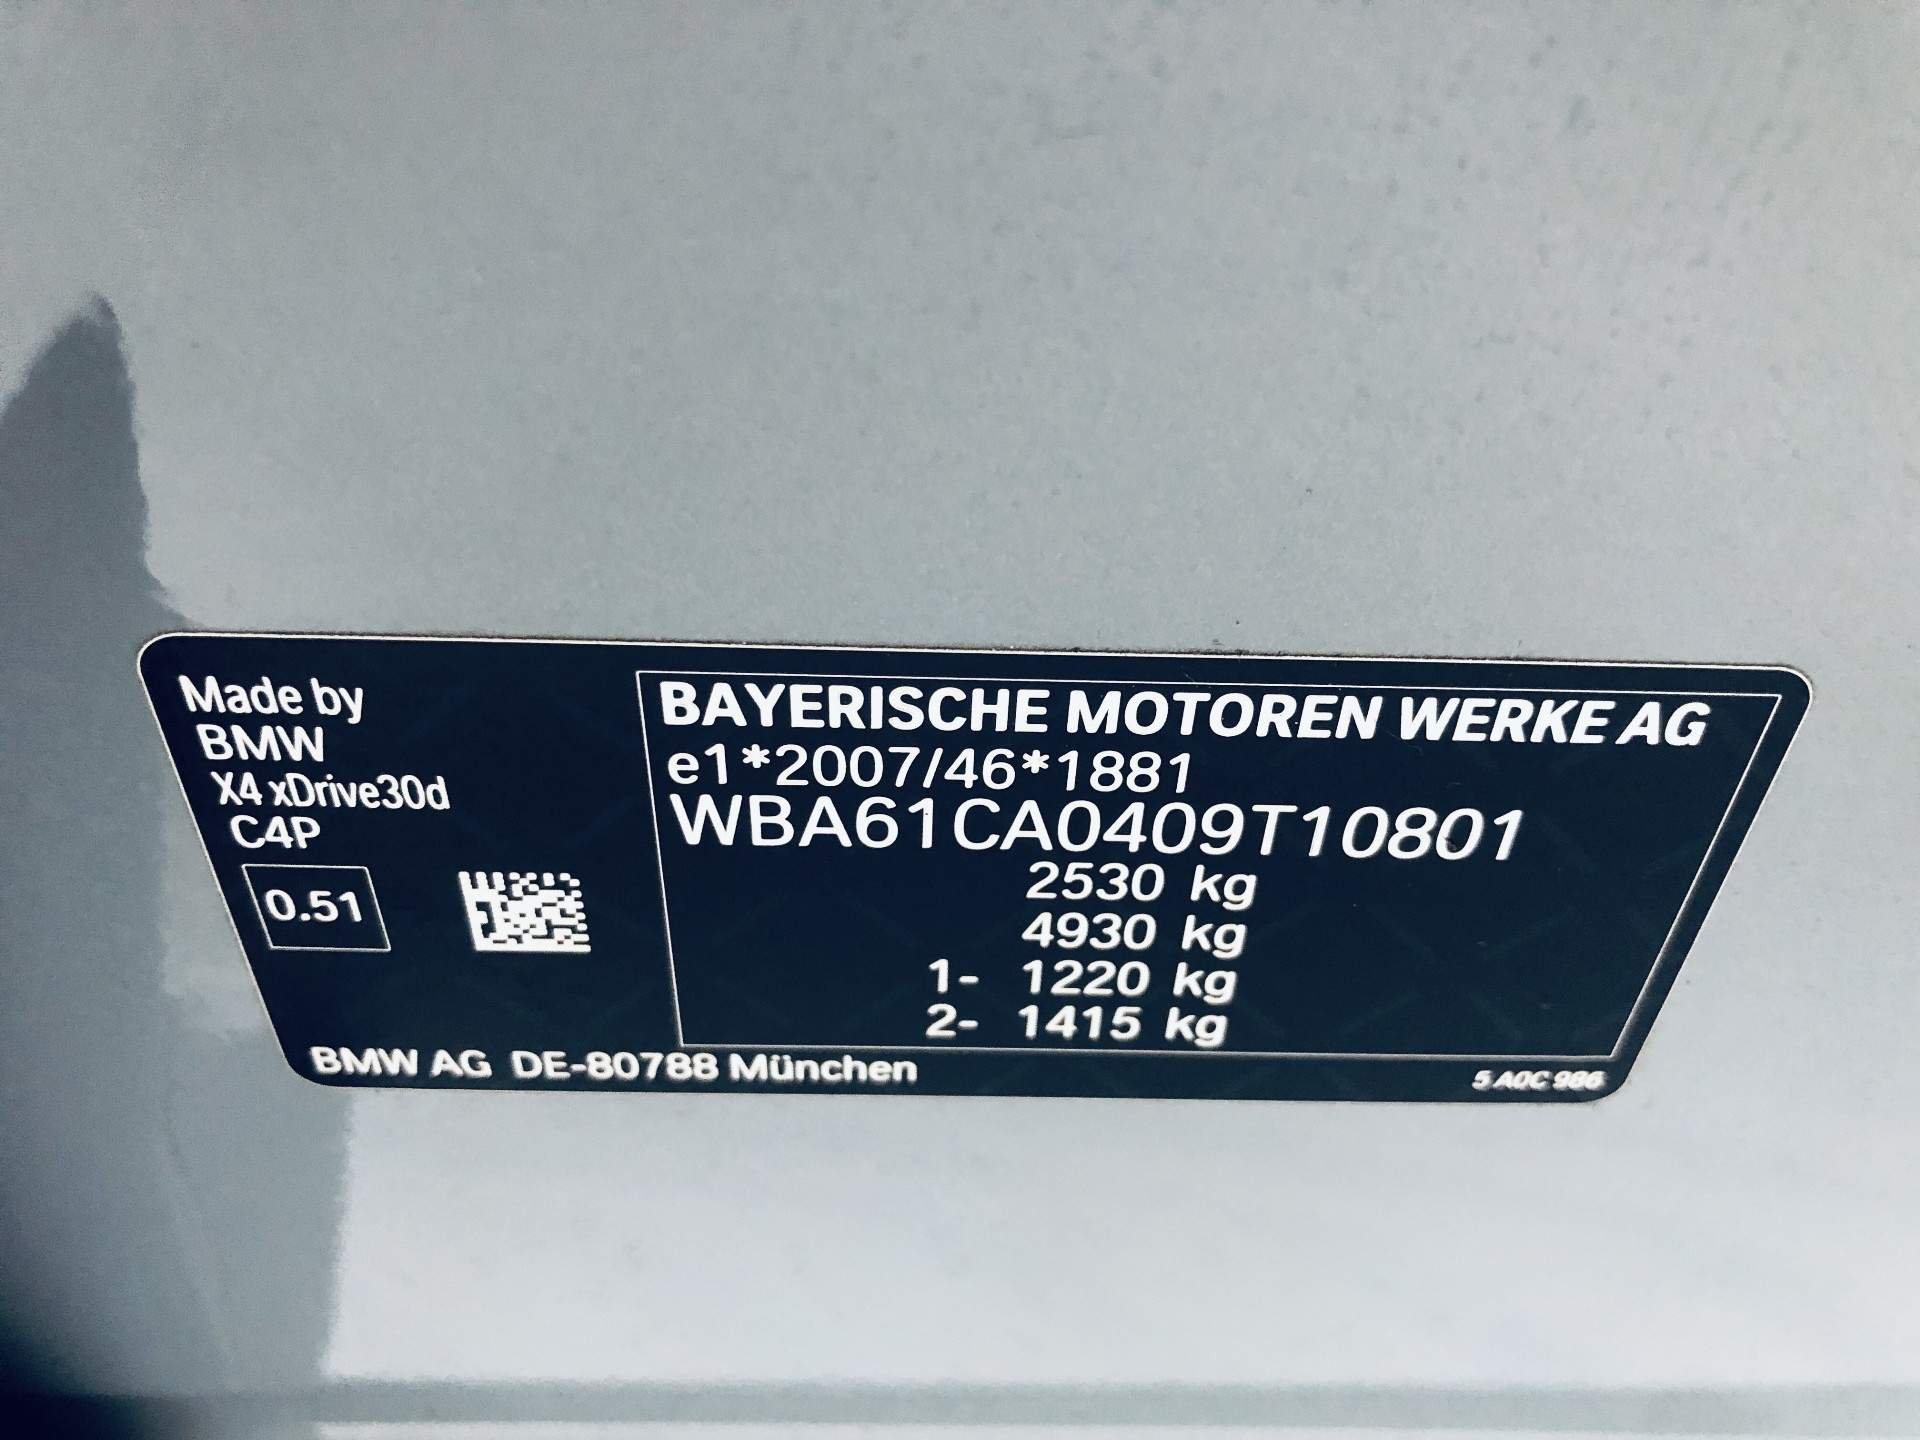 Made by
BMW
X4 xDrive30d
C4P
0.51
BAYERISCHE MOTOREN WERKE AG
e1*2007/46*1881
WBA61CA0409T10801
2530 kg
4930 kg
1- 1220 kg
2- 1415 kg
BMW AG DE-80788 München
5 A0C 986